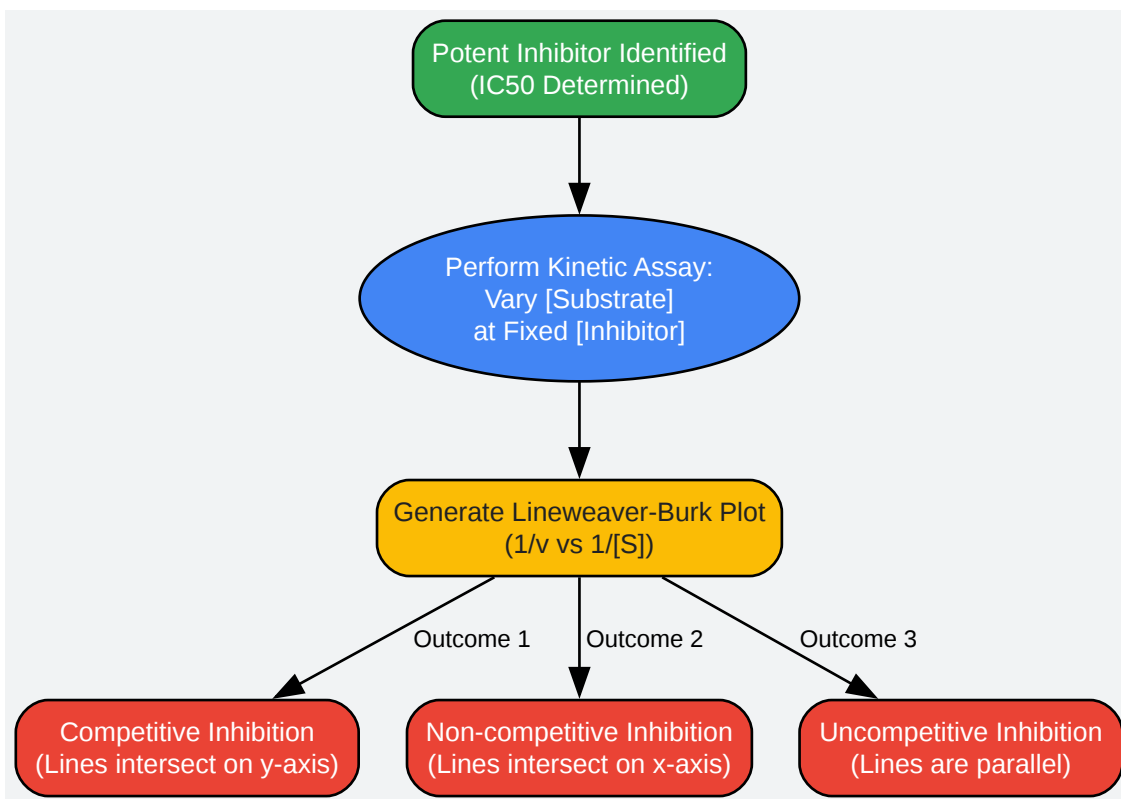 Potent Inhibitor Identified
(IC50 Determined)
Perform Kinetic Assay:
Vary [Substrate]
at Fixed [Inhibitor]
Generate Lineweaver-Burk Plot
(1/v vs 1/[S])
Outcome 1
Outcome 2
Outcome 3
Competitive Inhibition
(Lines intersect on y-axis)
Non-competitive Inhibition
(Lines intersect on x-axis)
Uncompetitive Inhibition
(Lines are parallel)